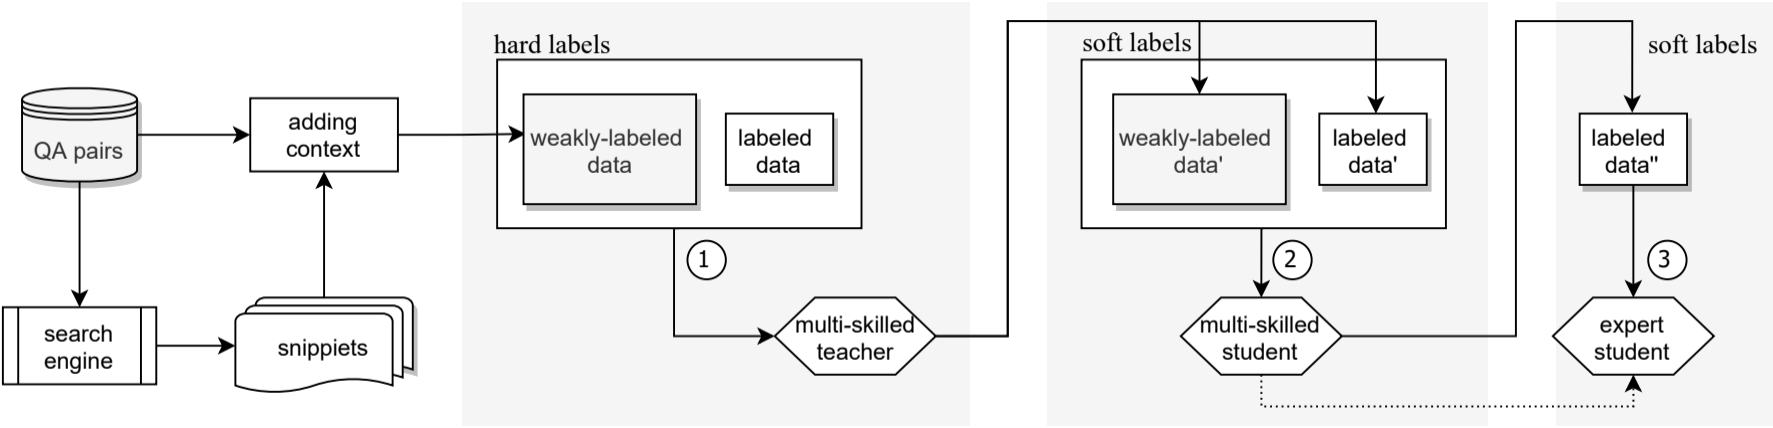 hard labels
soft labels
soft labels
QA pairs
adding
context
weakly-labeled
data
labeled
data
weakly-labeled
data'
labeled
data'
labeled
data"
1
2
3
search
engine
snippiets
multi-skilled
teacher
multi-skilled
student
expert
student